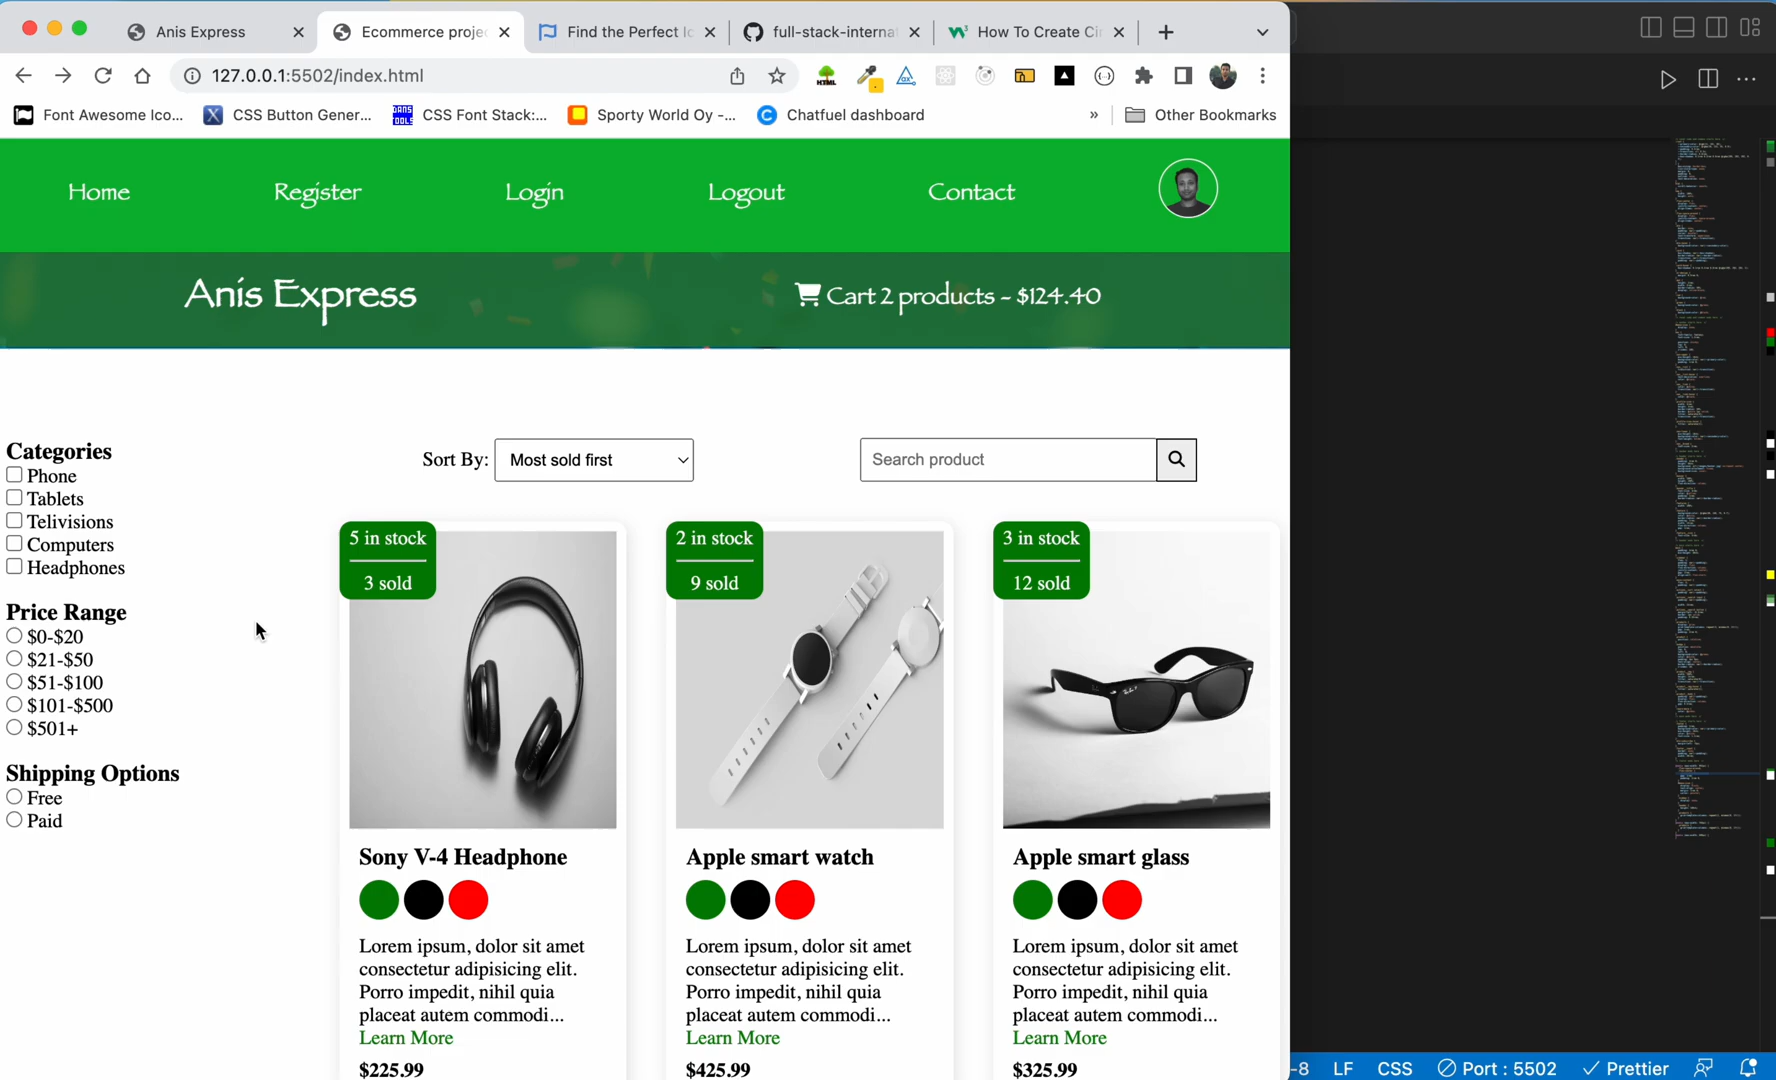 Anis Express
Ecommerce projec
Find the Perfect Ic
full-stack-internat
How To Create Ci
127.0.0.1:5502/index.html
Font Awesome Ico...
CSS Button Gener...
CSS Font Stack:...
Sporty World Oy -...
Chatfuel dashboard
»
Other Bookmarks
Home
Register
Login
Logout
Contact
Anis Express
Cart 2 products - $124.40
Categories
Phone
Tablets
Telivisions
Computers
Headphones
Price Range
$0-$20
$21-$50
$51-$100
$101-$500
$501+
Shipping Options
Free
Paid
Sort By: Most sold first
Search product
5 in stock
3 sold
Sony V-4 Headphone
Lorem ipsum, dolor sit amet
consectetur adipisicing elit.
Porro impedit, nihil quia
placeat autem commodi...
Learn More
$225.99
2 in stock
9 sold
Apple smart watch
Lorem ipsum, dolor sit amet
consectetur adipisicing elit.
Porro impedit, nihil quia
placeat autem commodi...
Learn More
$425.99
3 in stock
12 sold
Apple smart glass
Lorem ipsum, dolor sit amet
consectetur adipisicing elit.
Porro impedit, nihil quia
placeat autem commodi...
Learn More
$325.99
-8 LF CSS Port : 5502 Prettier